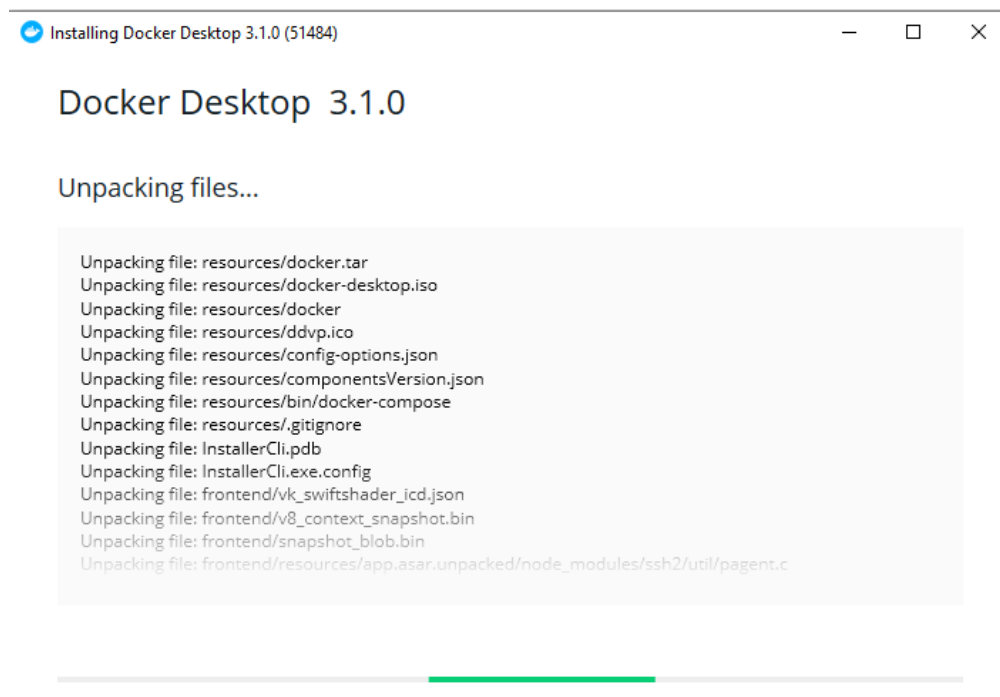 Installing Docker Desktop 3.1.0 (51484)
Docker Desktop 3.1.0
Unpacking files...
Unpacking file: resources/docker.tar
Unpacking file: resources/docker-desktop.iso
Unpacking file: resources/docker
Unpacking file: resources/ddvp.ico
Unpacking file: resources/config-options.json
Unpacking file: resources/componentsVersion.json
Unpacking file: resources/bin/docker-compose
Unpacking file: resources/.gitignore
Unpacking file: InstallerCli.pdb
Unpacking file: InstallerCli.exe.config
Unpacking file: frontend/vk_swiftshader_icd.json
Unpacking file: frontend/v8_context_snapshot.bin
Unpacking file: frontend/snapshot_blob.bin
Unpacking file: frontend/resources/app.asar.unpacked/node_modules/ssh2/util/pagent.c